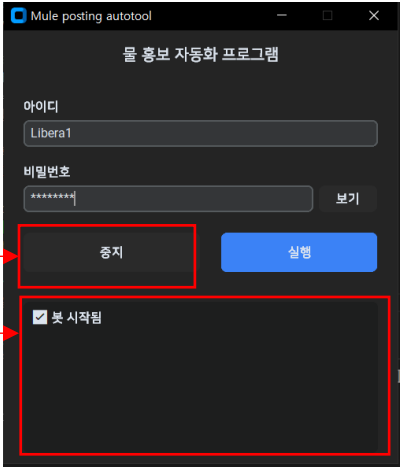 Mule posting autotool
물 홍보 자동화 프로그램
아이디
Libera1
비밀번호
********
보기
중지
실행
봇 시작됨